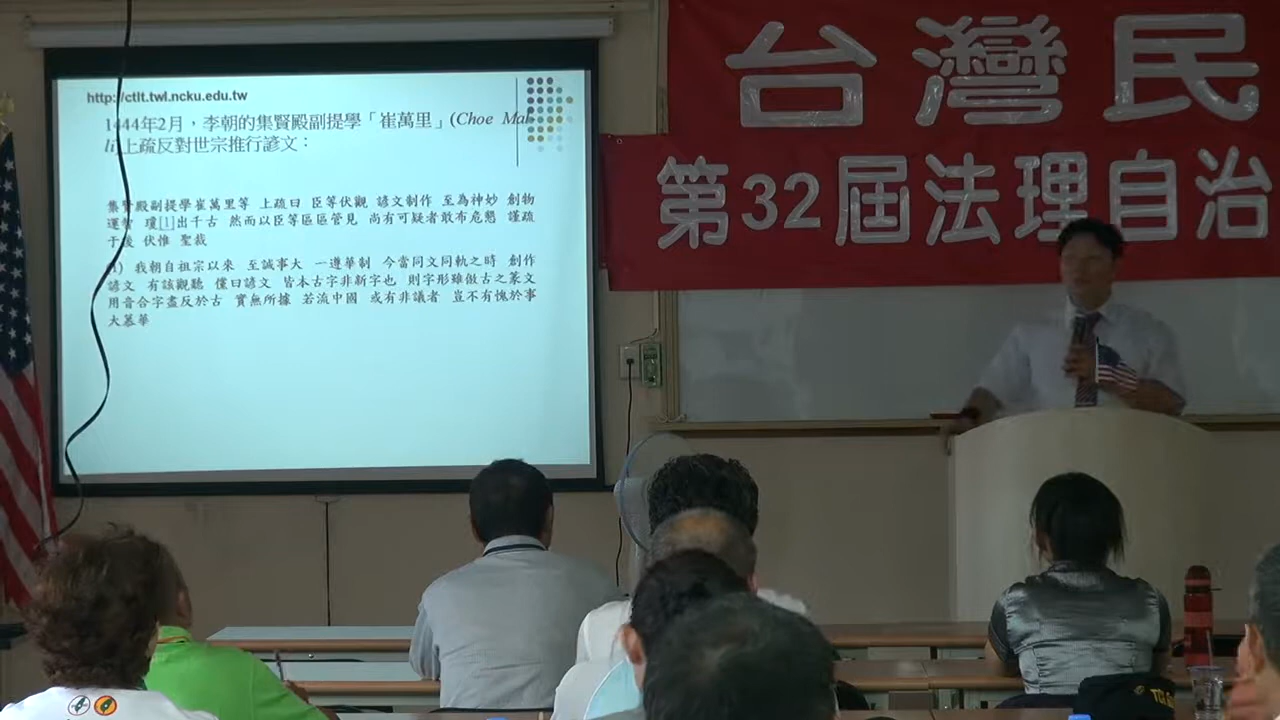 http://ctlt.twl.ncku.edu.tw
1444年2月，李朝的集賢殿副提學「崔萬里」(Choe Mal
li)上疏反對世宗推行諺文：
集賢殿副提學崔萬里等 上疏曰 臣等伏觀 諺文制作 至為神妙 創物
運智 瓊[1]出千古 然而以臣等區區管見 尚有可疑者敢布危懇 謹疏
于後 伏惟 聖裁
1) 我朝自祖宗以來 至誠事大 一遵華制 今當同文同軌之時 創作
諺文 有該觀聽 僅曰諺文 皆本古字非新字也 則字形雖倣古之篆文
用音合字盡反於古 實無所據 若流中國 或有非議者 豈不有愧於事
大慕華
台灣民
第32屆法理自治